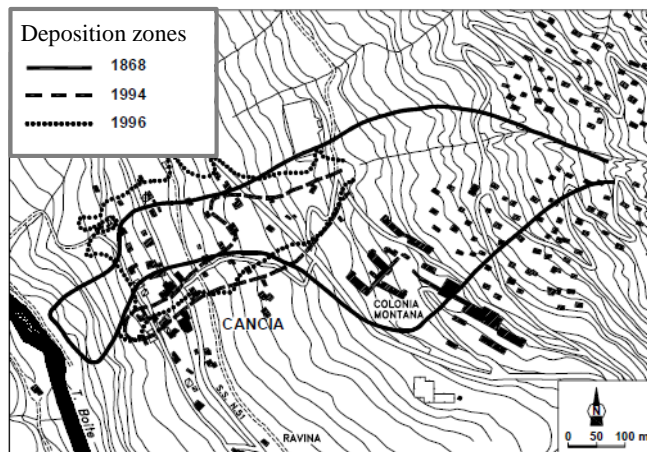 Deposition zones
1868
1994
1996
COLONIA
MONTANA
CANCIA
T. Boite
S.S. N.51
RAVINA
N
0 50 100 m